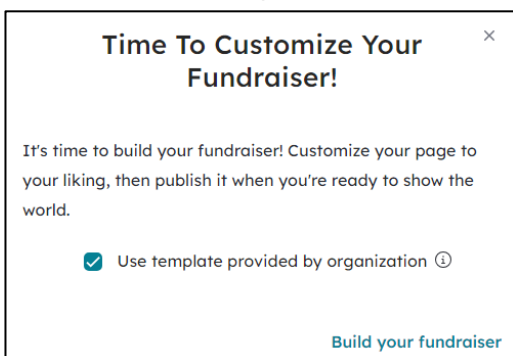 Time To Customize Your
Fundraiser!
It's time to build your fundraiser! Customize your page to
your liking, then publish it when you're ready to show the
world.
Use template provided by organization
Build your fundraiser